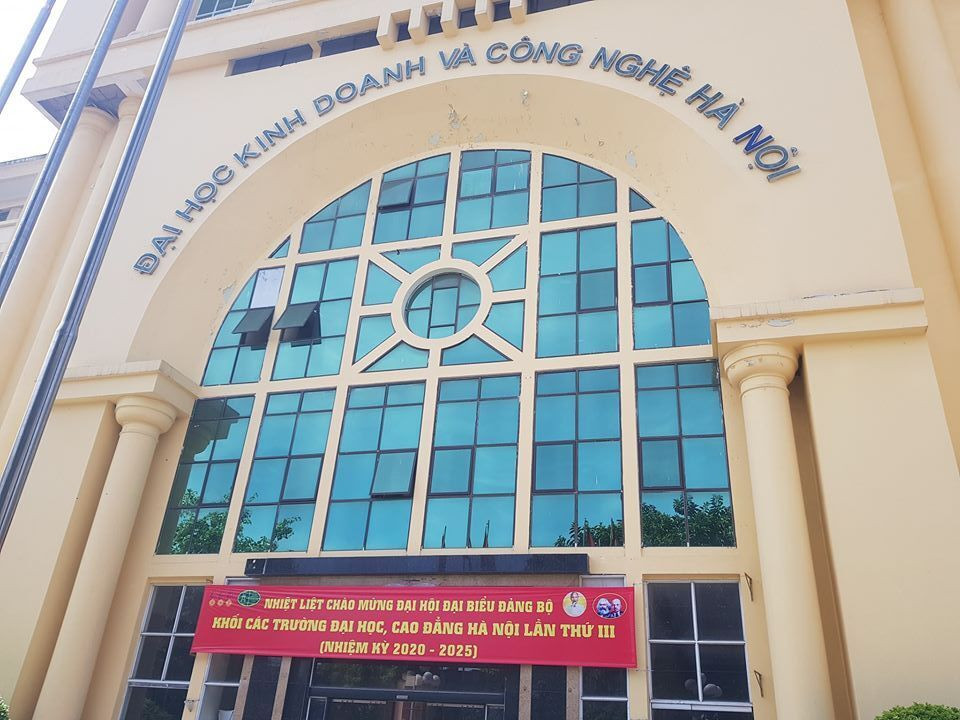 ĐẠI HỌC KINH DOANH VÀ CÔNG NGHỆ HÀ NỘI
NHIỆT LIỆT CHÀO MỪNG ĐẠI HỘI ĐẠI BIỂU ĐẢNG BỘ
KHỐI CÁC TRƯỜNG ĐẠI HỌC, CAO ĐẲNG HÀ NỘI LẦN THỨ III
(NHIỆM KỲ 2020 - 2025)